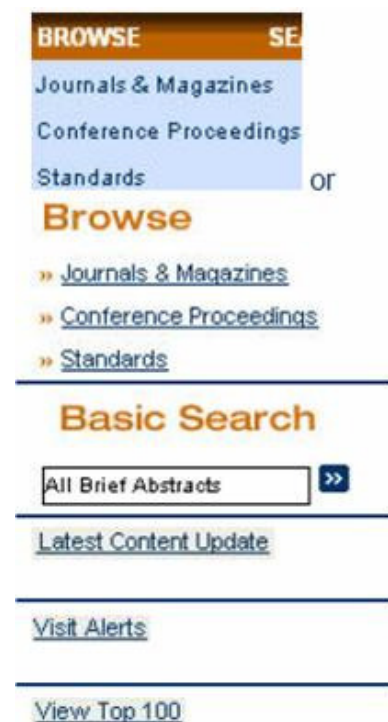 BROWSE SE
Journals & Magazines
Conference Proceedings
Standards or
Browse
» Journals & Magazines
» Conference Proceedings
» Standards
Basic Search
All Brief Abstracts »
Latest Content Update
Visit Alerts
View Top 100